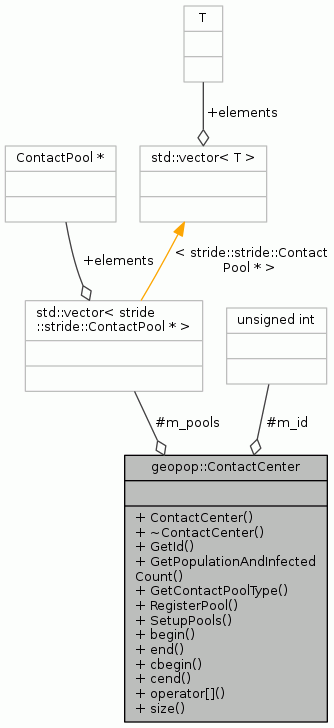 T
+elements
ContactPool *
std::vector< T >
+elements
< stride::stride::Contact
Pool * >
std::vector< stride
::stride::ContactPool * >
unsigned int
#m_pools
#m_id
geopop::ContactCenter
+ ContactCenter()
+ ~ContactCenter()
+ GetId()
+ GetPopulationAndInfected
Count()
+ GetContactPoolType()
+ RegisterPool()
+ SetupPools()
+ begin()
+ end()
+ cbegin()
+ cend()
+ operator[]()
+ size()